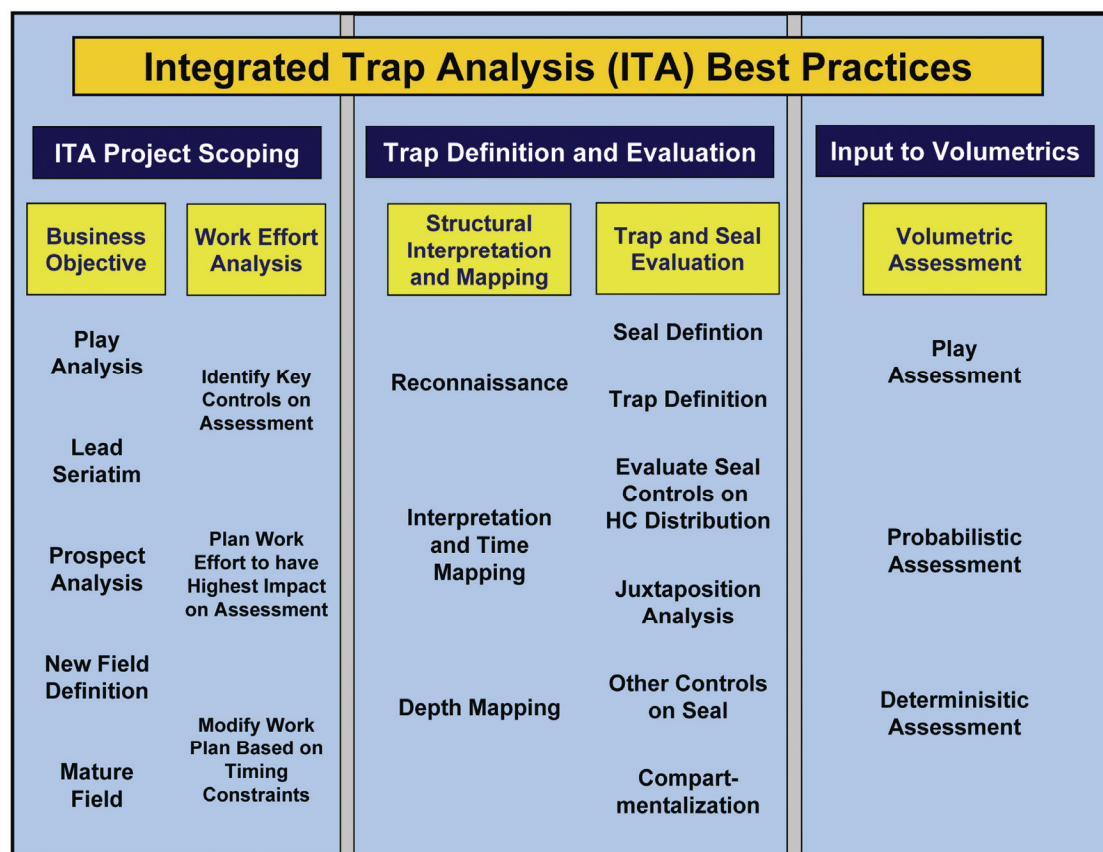 Integrated Trap Analysis (ITA) Best Practices
ITA Project Scoping
Business
Objective
Play
Analysis
Lead
Seriatim
Prospect
Analysis
New Field
Definition
Mature
Field
Work Effort
Analysis
Identify Key
Controls on
Assessment
Plan Work
Effort to have
Highest Impact
on Assessment
Modify Work
Plan Based on
Timing
Constraints
Trap Definition and Evaluation
Structural
Interpretation
and Mapping
Reconnaissance
Interpretation
and Time
Mapping
Depth Mapping
Trap and Seal
Evaluation
Seal Defintion
Trap Definition
Evaluate Seal
Controls on
HC Distribution
Juxtaposition
Analysis
Other Controls
on Seal
Compart-
mentalization
Input to Volumetrics
Volumetric
Assessment
Play
Assessment
Probabilistic
Assessment
Determinisitic
Assessment